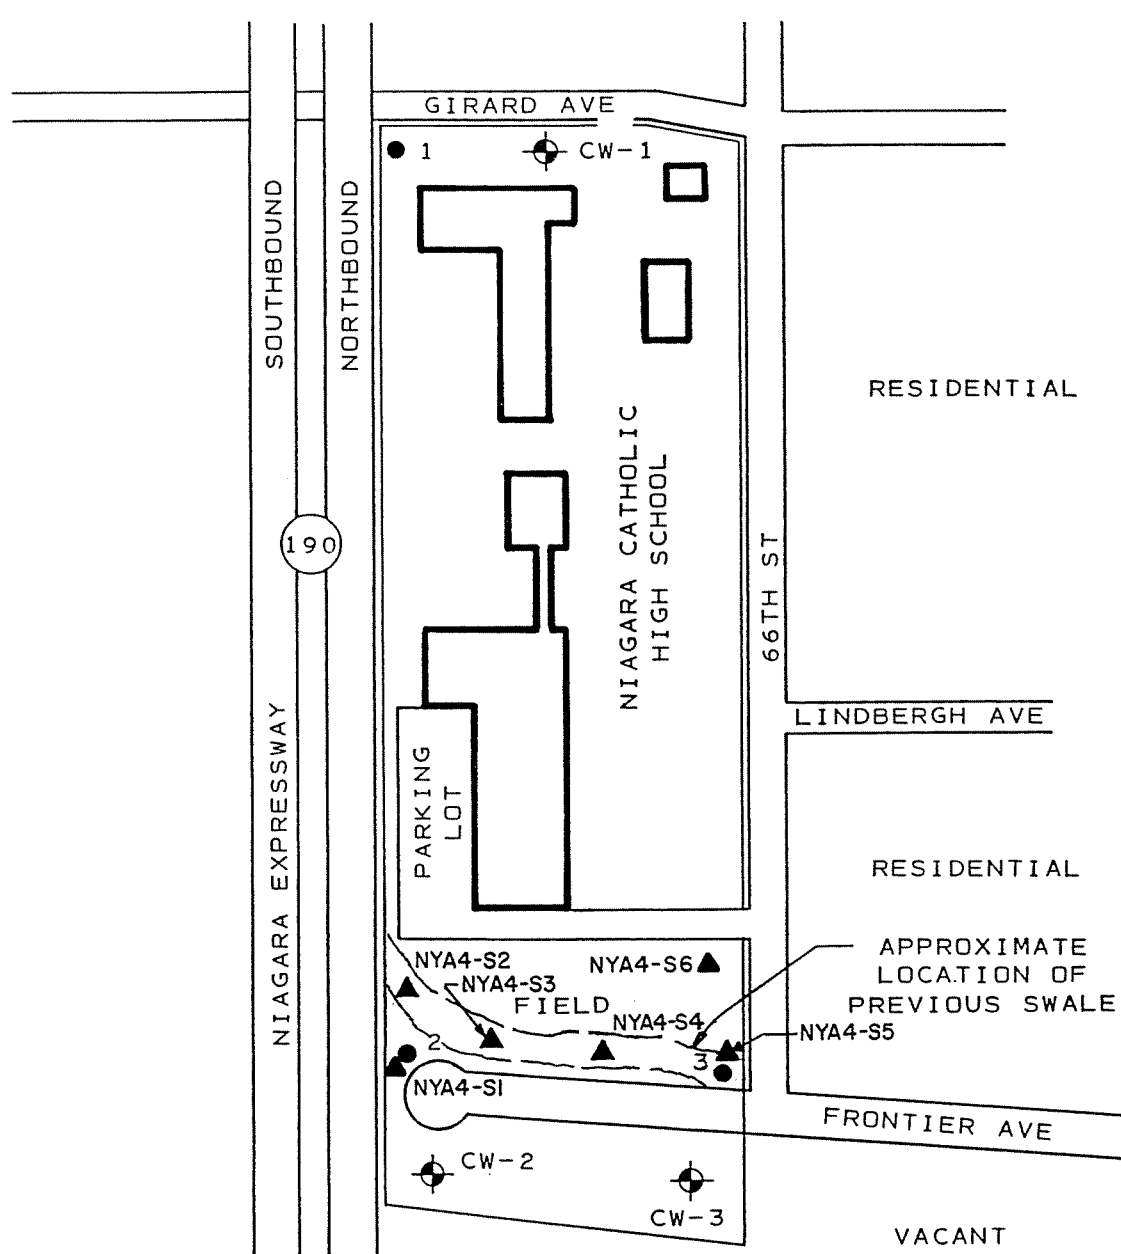 GIRARD AVE
1
CW-1
SOUTHBOUND
NORTHBOUND
RESIDENTIAL
NIAGARA CATHOLIC
HIGH SCHOOL
190
66TH ST
LINDBERGH AVE
NIAGARA EXPRESSWAY
PARKING
LOT
RESIDENTIAL
APPROXIMATE
LOCATION OF
PREVIOUS SWALE
NYA4-S2
NYA4-S6
NYA4-S3
FIELD
NYA4-S4
NYA4-S5
2
3
NYA4-S1
FRONTIER AVE
CW-2
CW-3
VACANT